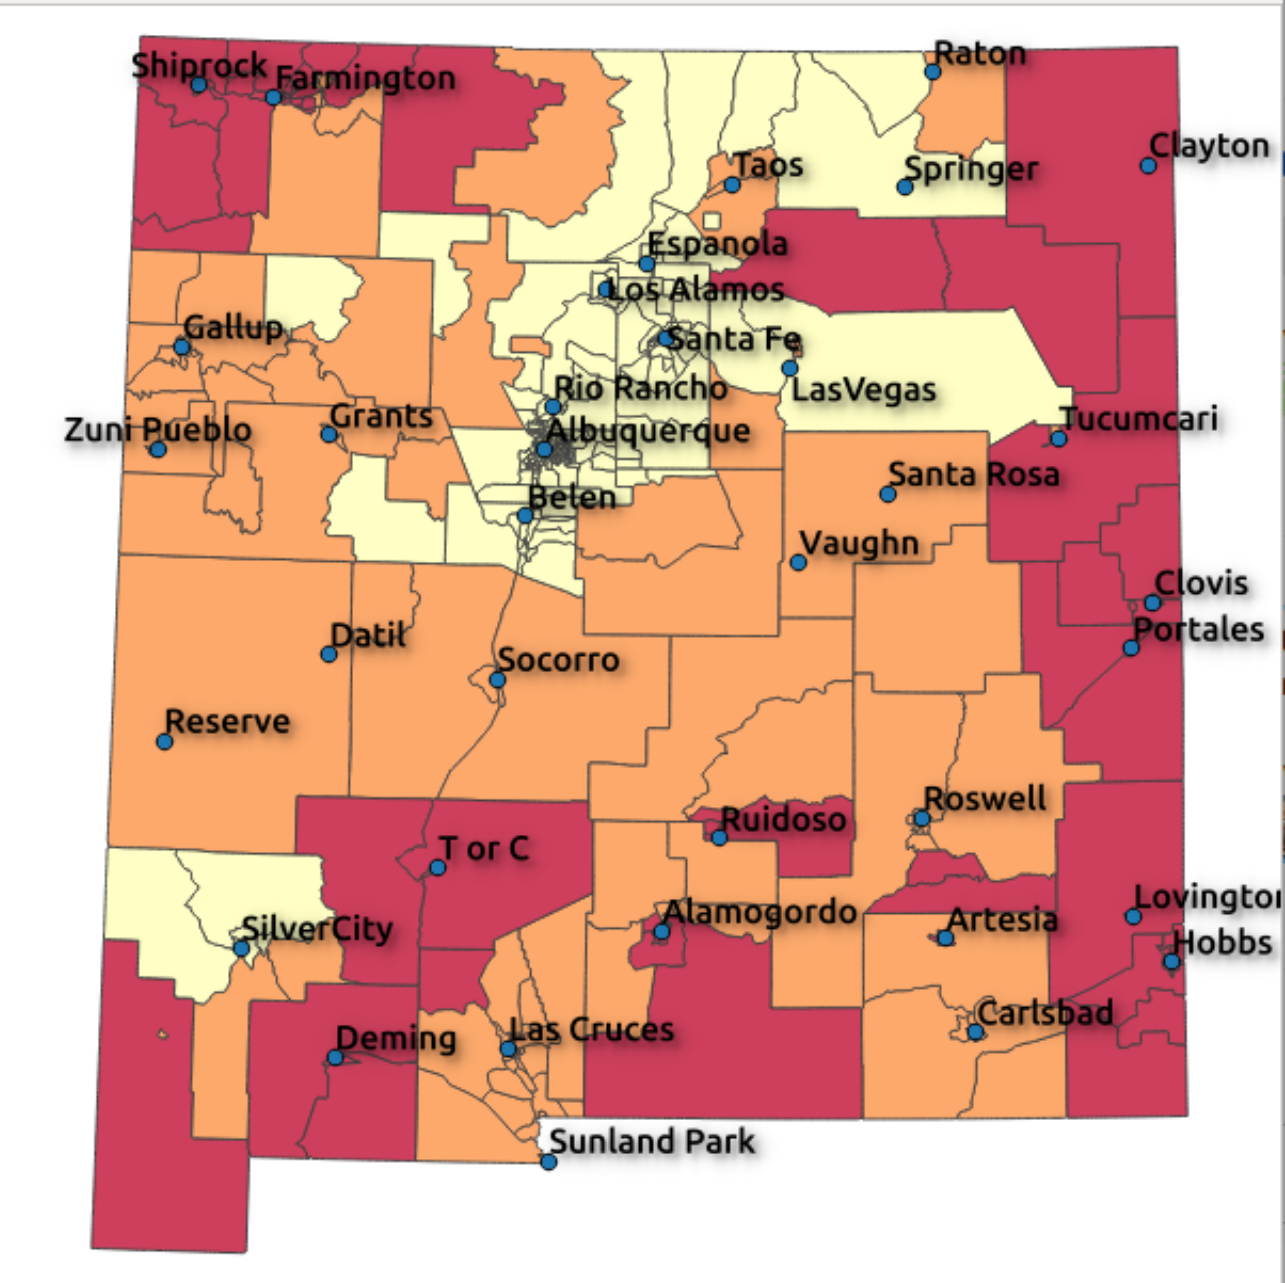 Raton
Shiprock
Farmington
Clayton
Taos
Springer
Espanola
Los Alamos
Gallup
Santa Fe
Rio Rancho
LasVegas
Grants
Tucumcari
Zuni Pueblo
Albuquerque
Santa Rosa
Belen
Vaughn
Clovis
Portales
Datil
Socorro
Reserve
Roswell
Ruidoso
T or C
Lovington
Alamogordo
Artesia
SilverCity
Hobbs
Carlsbad
Las Cruces
Deming
Sunland Park